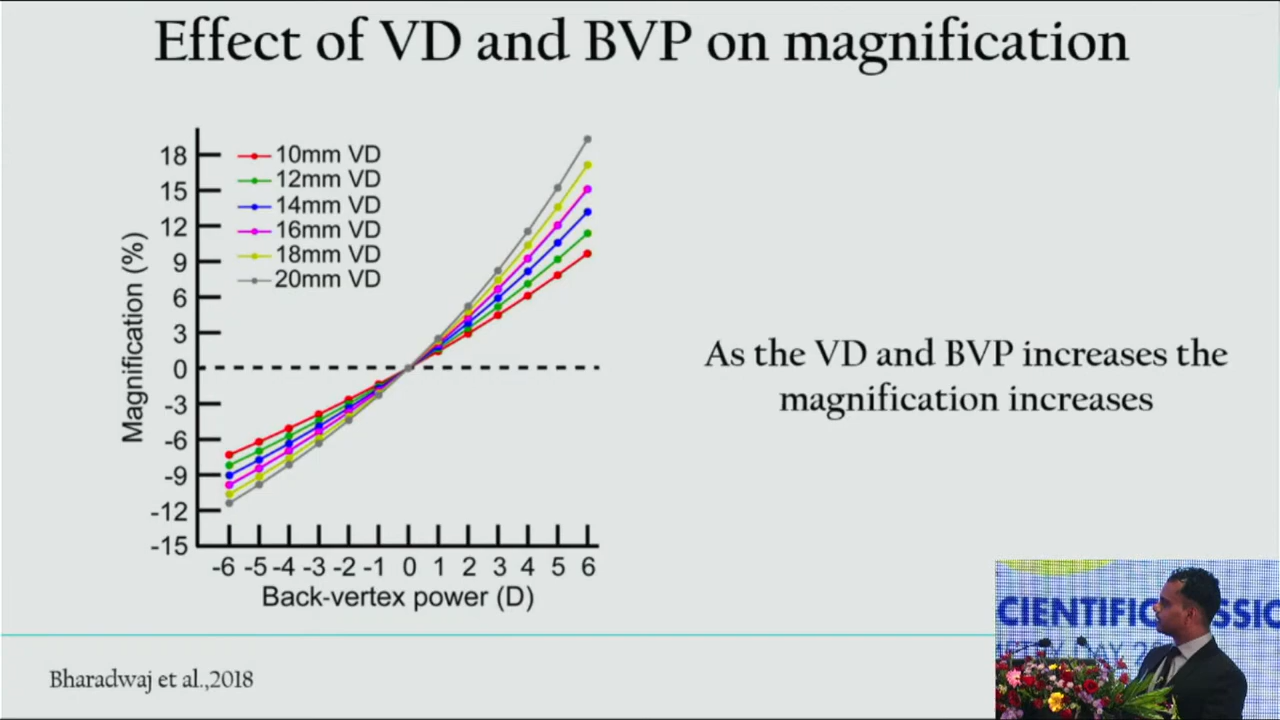 Effect of VD and BVP on magnification
18
15
12
9
6
3
0
-3
-6
-9
-12
-15
Magnification (%)
10mm VD
12mm VD
14mm VD
16mm VD
18mm VD
20mm VD
-6 -5 -4 -3 -2 -1 0 1 2 3 4 5 6
Back-vertex power (D)
As the VD and BVP increases the
magnification increases
Bharadwaj et al.,2018
CIENTIFIC SSIO